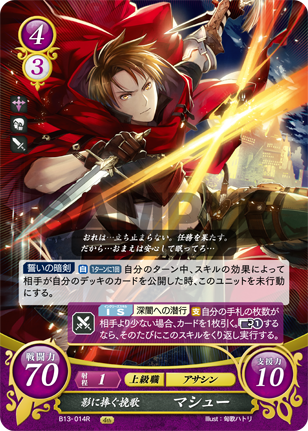 4
3
SAMPLE
おれは…立ち止まらない。任務を果たす。
だから…おまえは安心して眠ってろ…
誓いの暗剣 自 1ターンに1回 自分のターン中、スキルの効果によって
相手が自分のデッキのカードを公開した時、このユニットを未行
動にする。
IS 深闇への潜行 支 自分の手札の枚数が
相手より少ない場合、カードを1枚引く。
なら、そのたびにこのスキルをくり返し実行する。
戦闘力
70
射程 1 上級職 アサシン
支援力
10
影に捧ぐ挽歌 マシュー
B13-014R
Illust:匈歌ハトリ